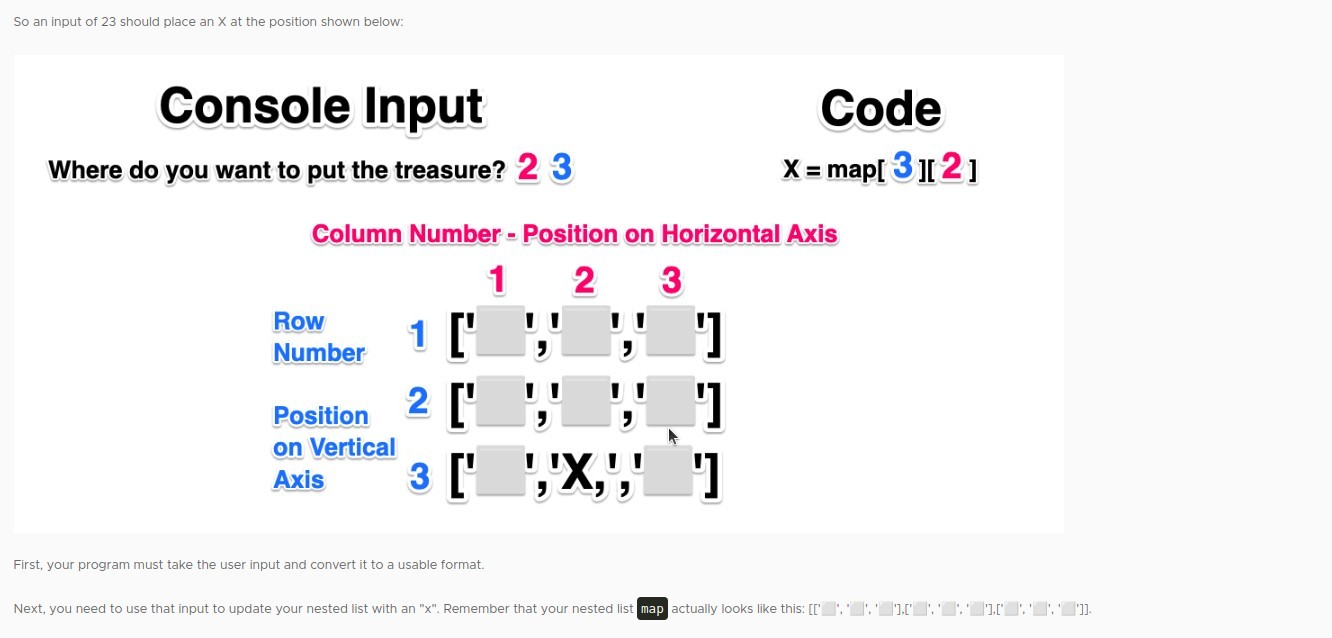 So an input of 23 should place an X at the position shown below:
Console Input
Code
Where do you want to put the treasure? 2 3
X = map[ 3 ][ 2 ]
Column Number - Position on Horizontal Axis
1 2 3
Row Number
1 ['⬜','⬜','⬜']
2 ['⬜','⬜','⬜']
Position on Vertical Axis
3 ['⬜','X,','⬜']
First, your program must take the user input and convert it to a usable format.
Next, you need to use that input to update your nested list with an "x". Remember that your nested list map actually looks like this: [['⬜', '⬜', '⬜'],['⬜', '⬜', '⬜'],['⬜', '⬜', '⬜']].